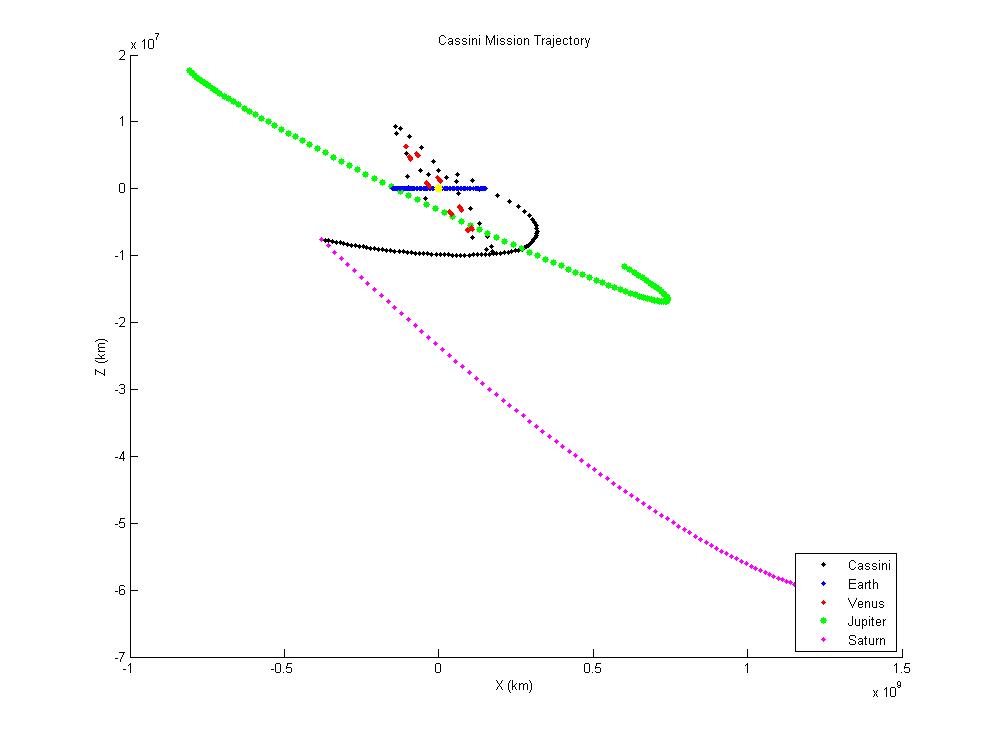 Cassini Mission Trajectory
x 10^7
2
1
0
-1
-2
-3
-4
-5
-6
-7
Z (km)
-1
-0.5
0
0.5
1
1.5
X (km)
x 10^9
Cassini
Earth
Venus
Jupiter
Saturn